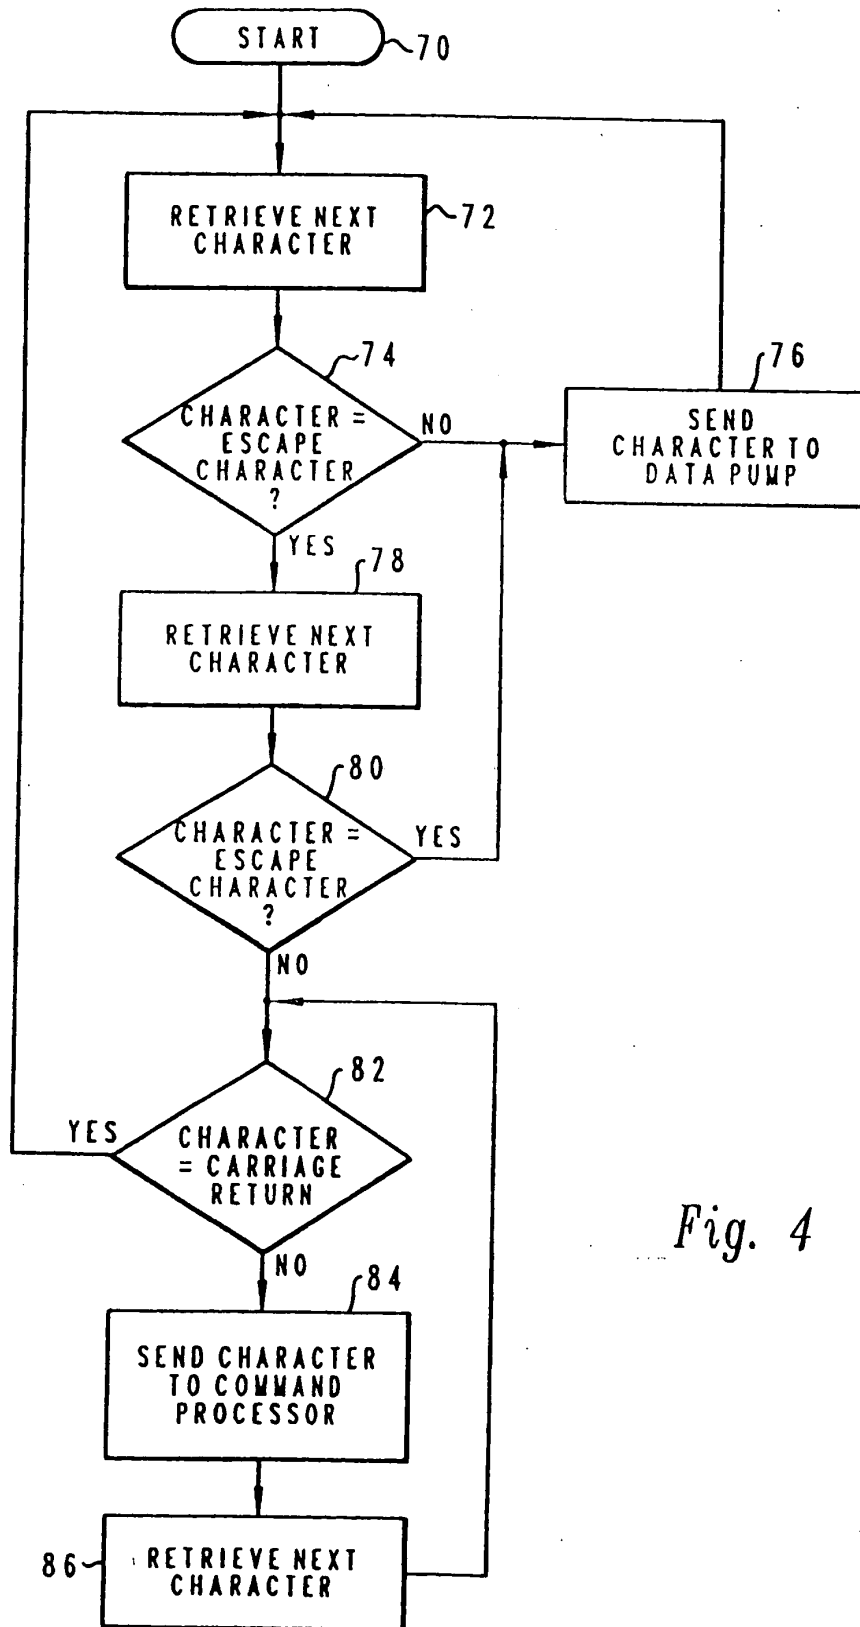 START
70
RETRIEVE NEXT
CHARACTER
72
74
CHARACTER =
ESCAPE
CHARACTER
?
NO
YES
76
SEND
CHARACTER TO
DATA PUMP
78
RETRIEVE NEXT
CHARACTER
80
CHARACTER =
ESCAPE
CHARACTER
?
YES
NO
82
YES
CHARACTER
= CARRIAGE
RETURN
NO
Fig. 4
84
SEND CHARACTER
TO COMMAND
PROCESSOR
86
RETRIEVE NEXT
CHARACTER